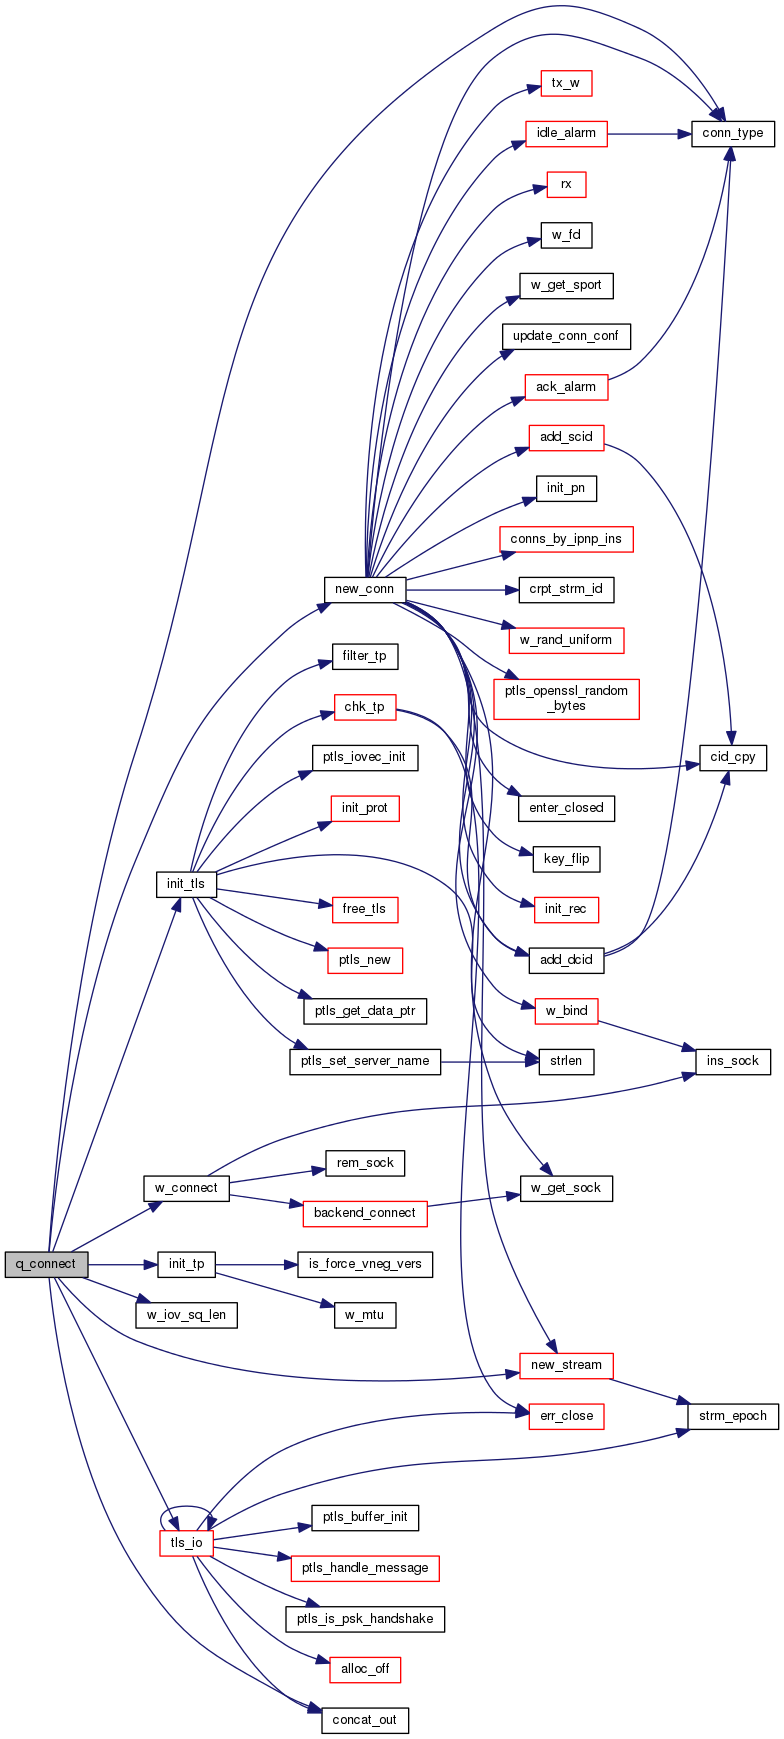 tx_w
idle_alarm
conn_type
rx
w_fd
w_get_sport
update_conn_conf
ack_alarm
add_scid
init_pn
conns_by_ipnp_ins
new_conn
crpt_strm_id
w_rand_uniform
filter_tp
ptls_openssl_random
_bytes
chk_tp
ptls_iovec_init
cid_cpy
init_prot
enter_closed
key_flip
init_tls
free_tls
init_rec
ptls_new
add_dcid
ptls_get_data_ptr
w_bind
ptls_set_server_name
strlen
ins_sock
rem_sock
w_connect
w_get_sock
backend_connect
q_connect
init_tp
is_force_vneg_vers
w_iov_sq_len
w_mtu
new_stream
err_close
strm_epoch
ptls_buffer_init
tls_io
ptls_handle_message
ptls_is_psk_handshake
alloc_off
concat_out